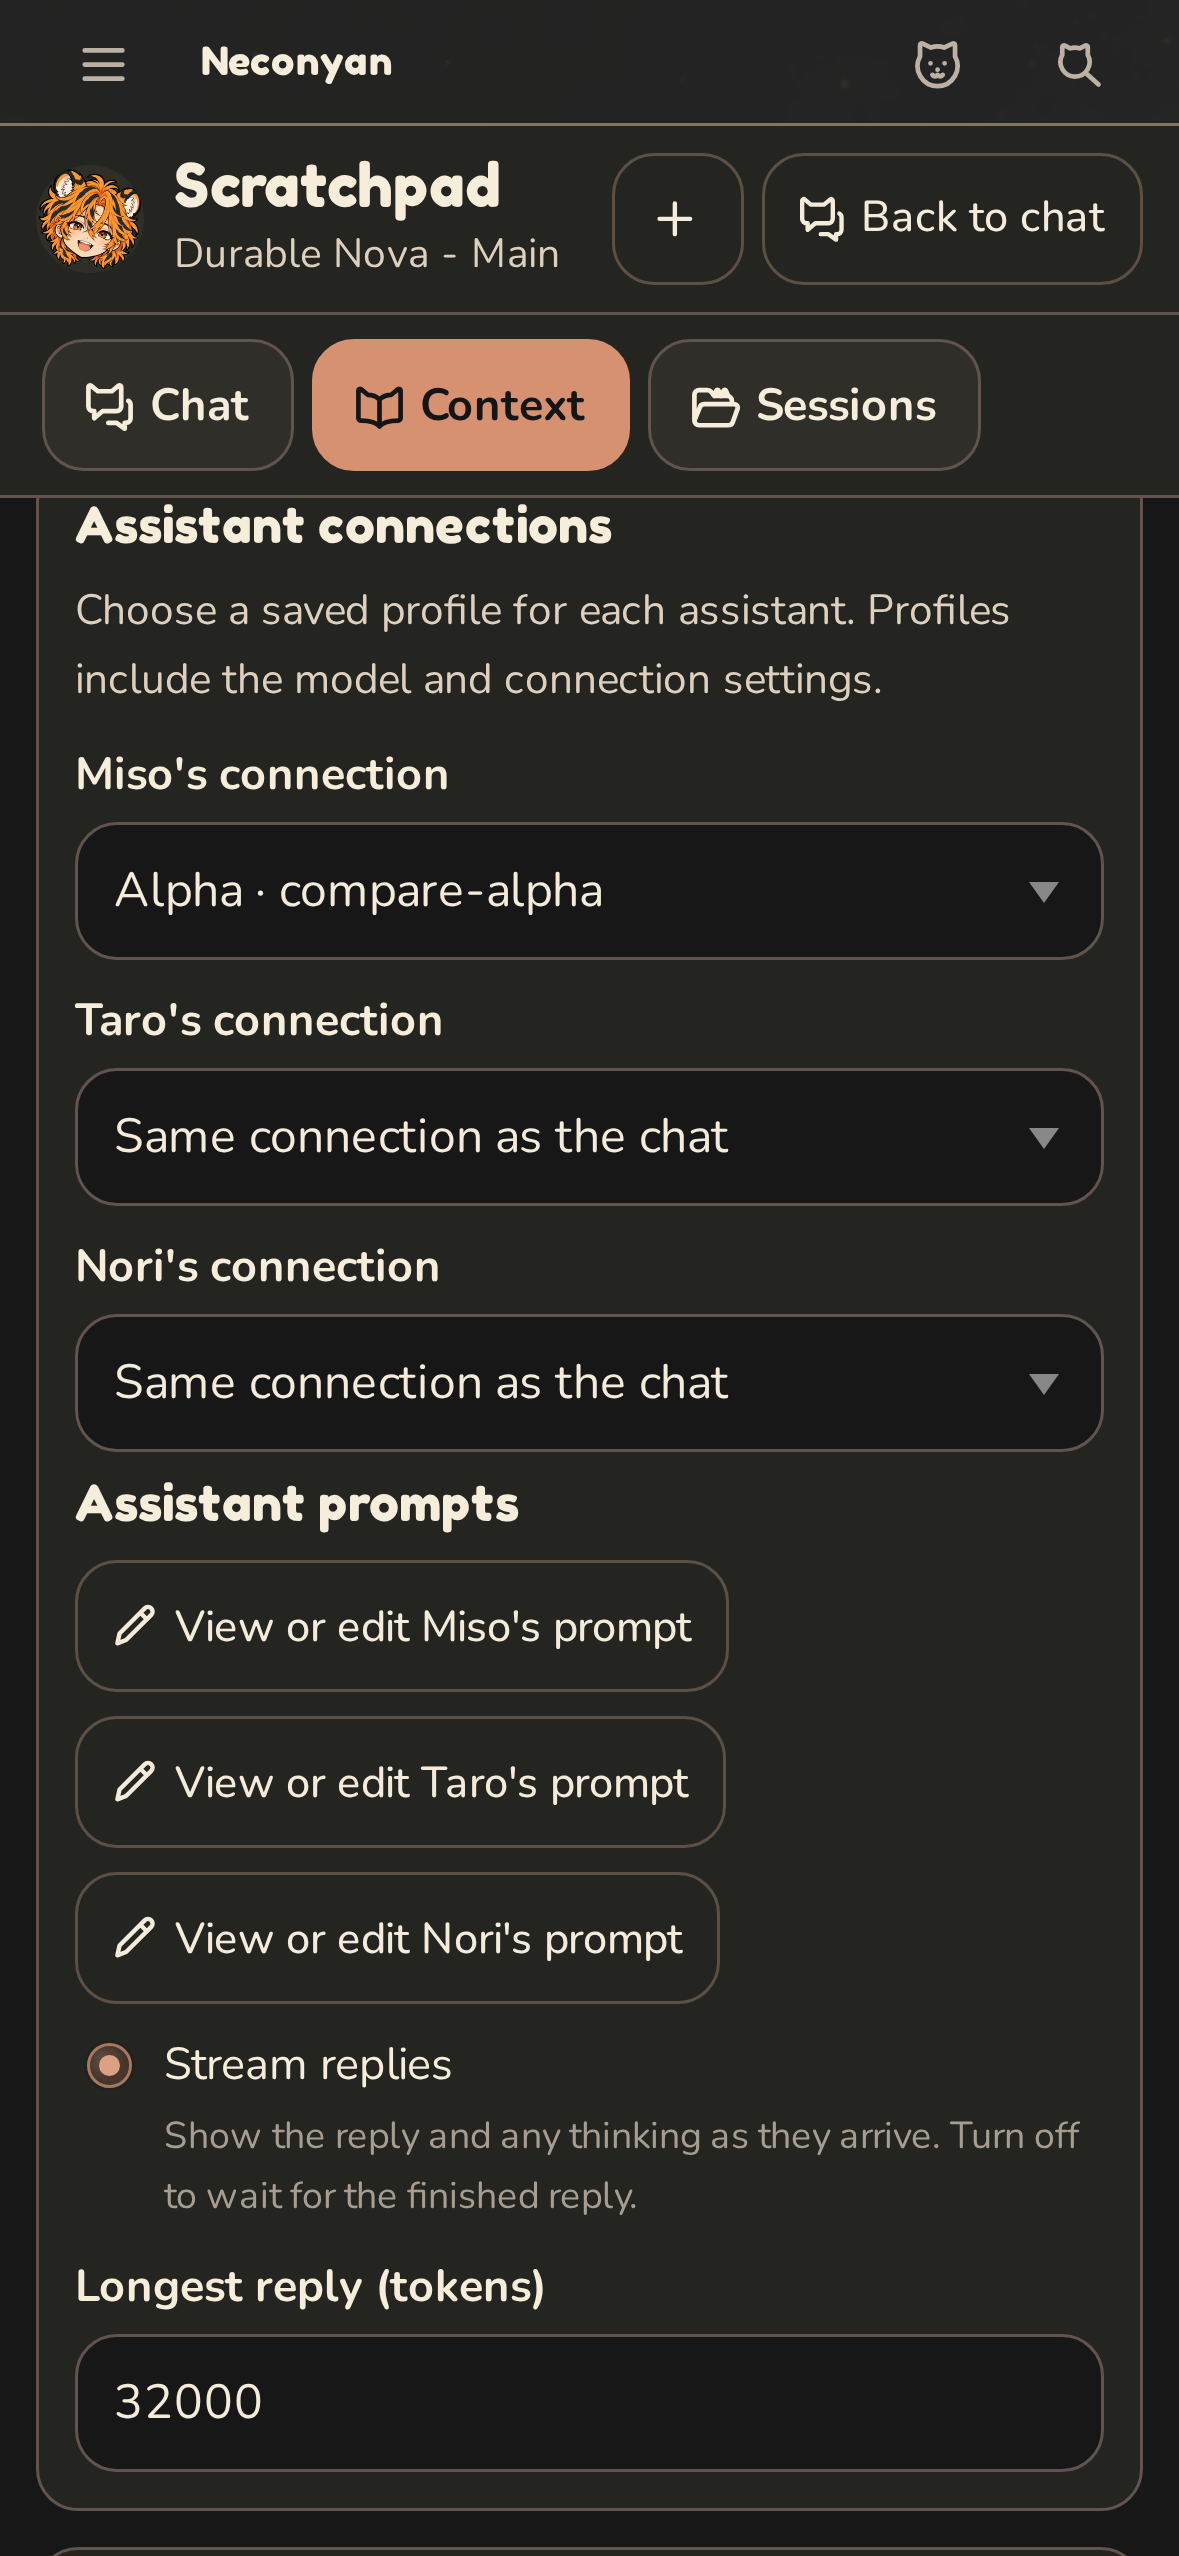 Neconyan
Scratchpad
Durable Nova - Main
Back to chat
Chat
Context
Sessions
Assistant connections
Choose a saved profile for each assistant. Profiles
include the model and connection settings.
Miso's connection
Alpha · compare-alpha
Taro's connection
Same connection as the chat
Nori's connection
Same connection as the chat
Assistant prompts
View or edit Miso's prompt
View or edit Taro's prompt
View or edit Nori's prompt
Stream replies
Show the reply and any thinking as they arrive. Turn off
to wait for the finished reply.
Longest reply (tokens)
32000